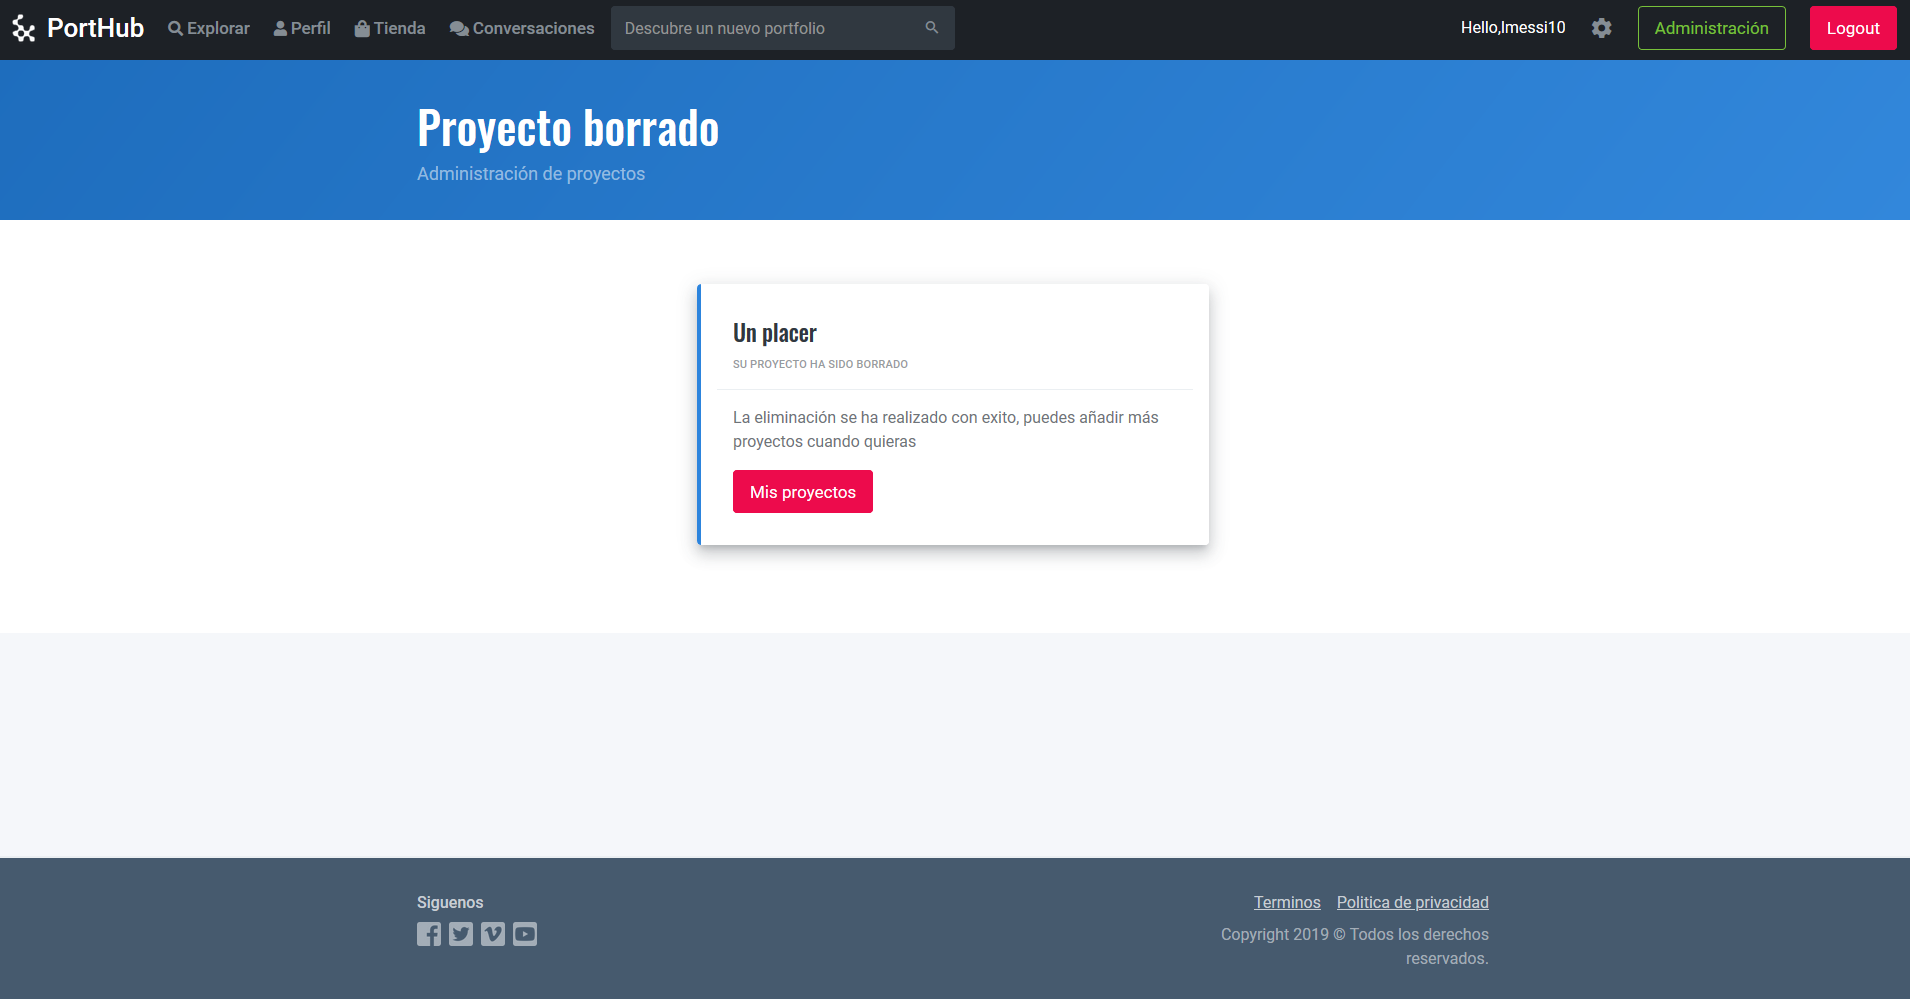 PortHub Explorar Perfil Tienda Conversaciones Descubre un nuevo portfolio Hello,lmessi10 Administración Logout
Proyecto borrado
Administración de proyectos
Un placer
SU PROYECTO HA SIDO BORRADO
La eliminación se ha realizado con exito, puedes añadir más
proyectos cuando quieras
Mis proyectos
Siguenos
Terminos Politica de privacidad
Copyright 2019 © Todos los derechos
reservados.